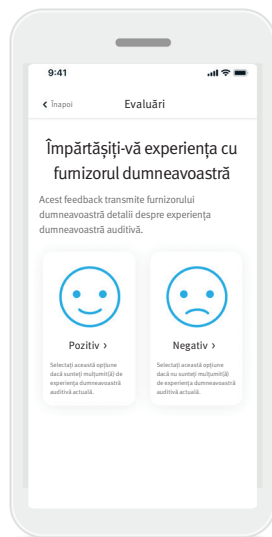 9:41
Înapoi Evaluări
Împărtășiți-vă experiența cu
furnizorul dumneavoastră
Acest feedback transmite furnizorului
dumneavoastră detalii despre experiența
dumneavoastră auditivă.
Pozitiv ›
Selectați această opțiune
dacă sunteți mulțumit(ă) de
experiența dumneavoastră
auditivă actuală.
Negativ ›
Selectați această opțiune
dacă nu sunteți mulțumit(ă)
de experiența dumneavoastră
auditivă actuală.